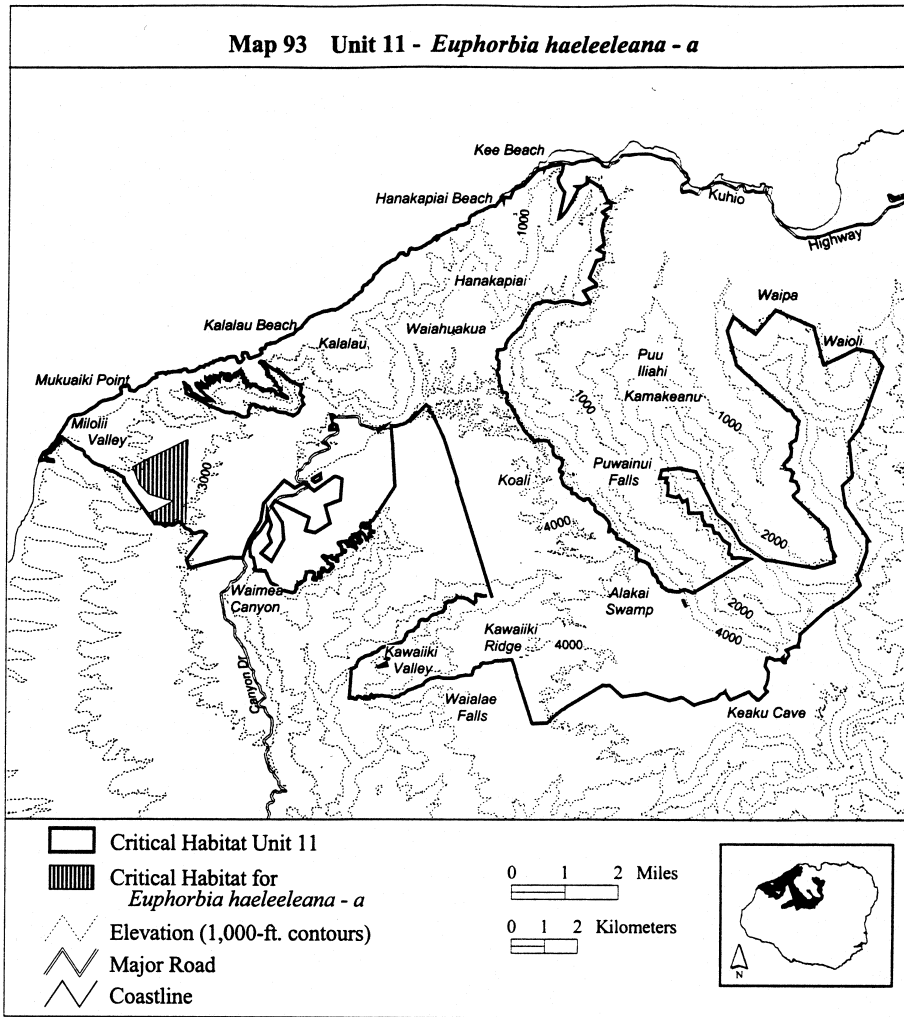 Map 93 Unit 11 - Euphorbia haeleeleana - a
Kee Beach
Hanakapiai Beach
Kuhio
Highway
1000
Hanakapiai
Waipa
Kalalau Beach
Kalalau
Waiahuakua
Waioli
Mukuaiki Point
Puu
Iliahi
Kamakeanu
1000
1000
Milolii
Valley
3000
Koali
Puwainui
Falls
4000
2000
Waimea
Canyon
Alakai
Swamp
2000
4000
Kawaiiki
Valley
Kawaiiki
Ridge
4000
Canyon Dr
Waialae
Falls
Keaku Cave
Critical Habitat Unit 11
Critical Habitat for
Euphorbia haeleeleana - a
Elevation (1,000-ft. contours)
Major Road
Coastline
0 1 2 Miles
0 1 2 Kilometers
N